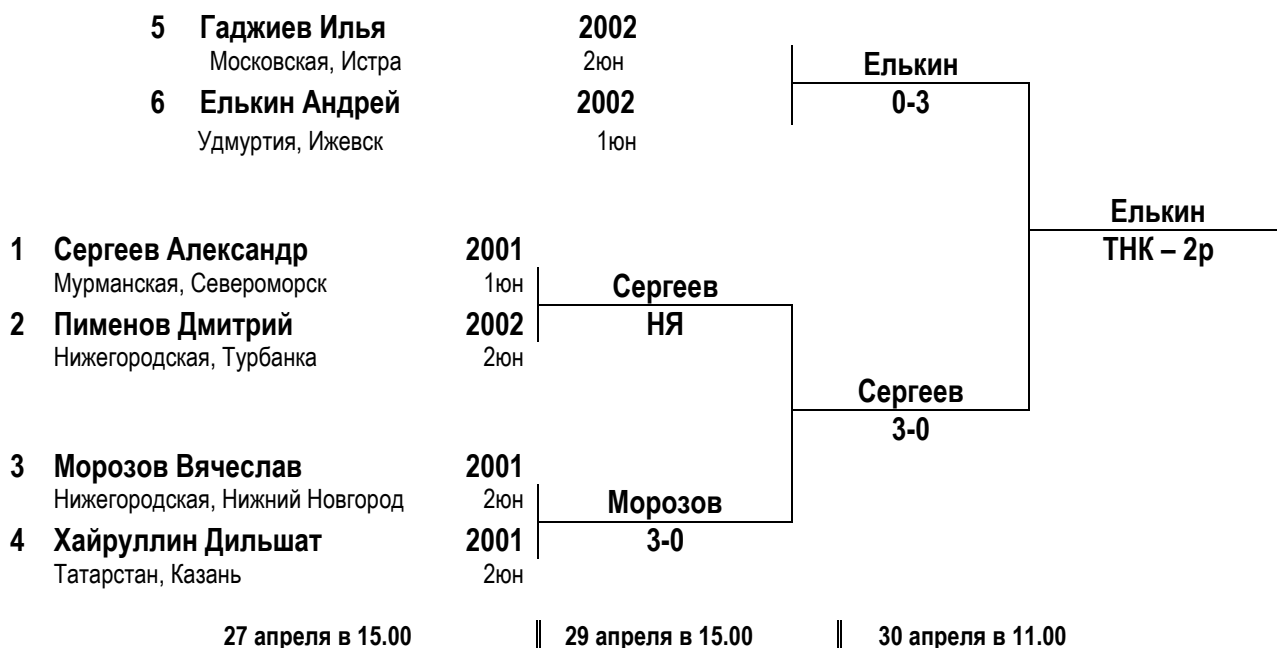 5 Гаджиев Илья 2002
Московская, Истра 2юн
Елькин
6 Елькин Андрей 2002
0-3
Удмуртия, Ижевск 1юн
Елькин
ТНК – 2р
1 Сергеев Александр 2001
Мурманская, Североморск 1юн
Сергеев
2 Пименов Дмитрий 2002
НЯ
Нижегородская, Турбанка 2юн
Сергеев
3-0
3 Морозов Вячеслав 2001
Нижегородская, Нижний Новгород 2юн
Морозов
4 Хайруллин Дильшат 2001
3-0
Татарстан, Казань 2юн
27 апреля в 15.00 29 апреля в 15.00 30 апреля в 11.00